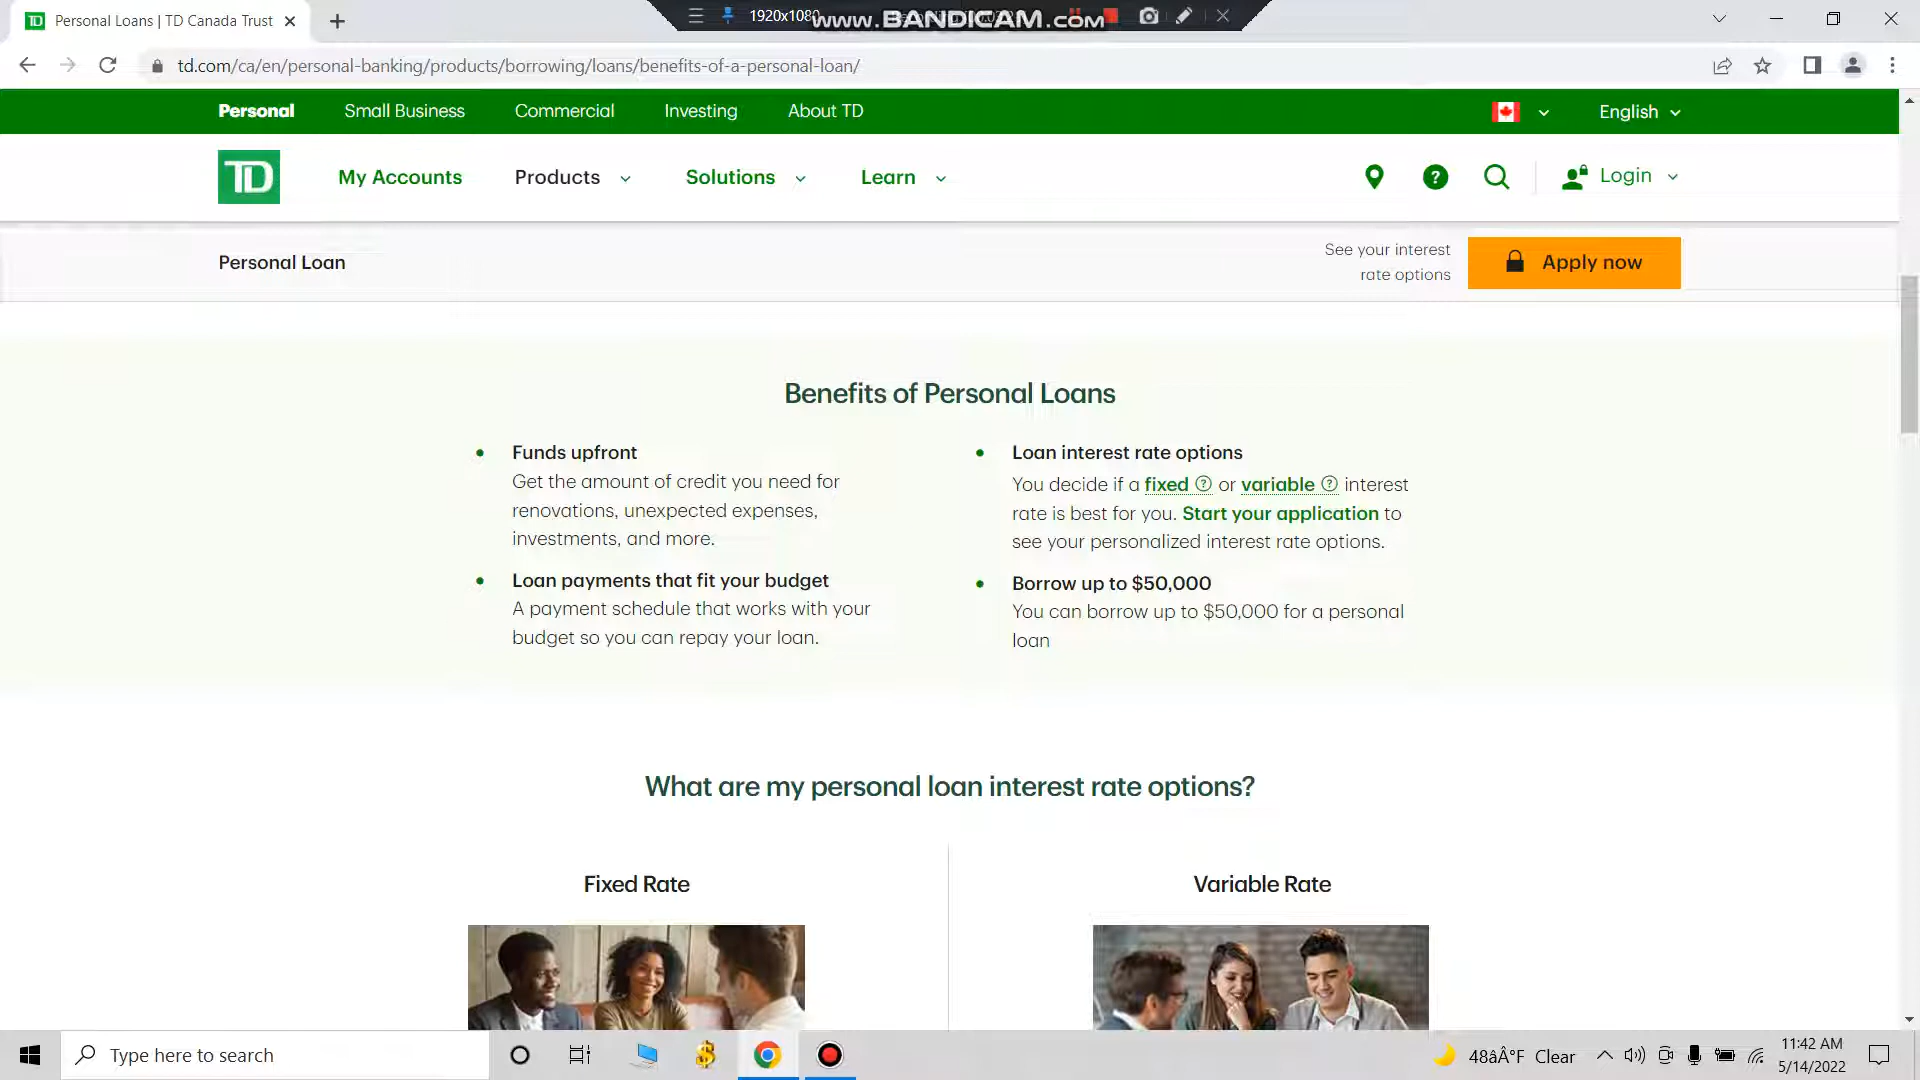 Personal Loans | TD Canada Trust
1920x1080
www.BANDICAM.com
td.com/ca/en/personal-banking/products/borrowing/loans/benefits-of-a-personal-loan/
Personal
Small Business
Commercial
Investing
About TD
English
TD
My Accounts
Products
Solutions
Learn
Login
Personal Loan
See your interest
rate options
Apply now
Benefits of Personal Loans
Funds upfront
Get the amount of credit you need for
renovations, unexpected expenses,
investments, and more.
Loan payments that fit your budget
A payment schedule that works with your
budget so you can repay your loan.
Loan interest rate options
You decide if a fixed ? or variable ? interest
rate is best for you. Start your application to
see your personalized interest rate options.
Borrow up to $50,000
You can borrow up to $50,000 for a personal
loan
What are my personal loan interest rate options?
Fixed Rate
Variable Rate
Type here to search
48âÂ°F Clear
11:42 AM
5/14/2022